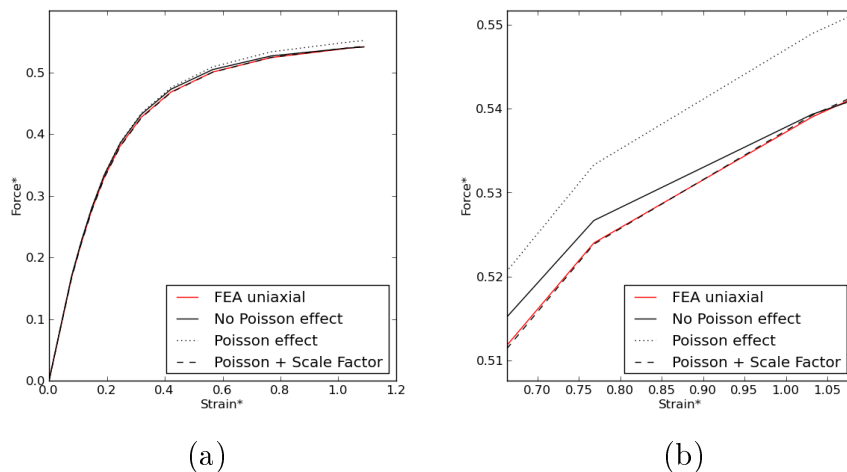 Force*
0.5
0.4
0.3
0.2
0.1
0.0
0.0
0.2
0.4
0.6
0.8
1.0
1.2
Strain*
FEA uniaxial
No Poisson effect
Poisson effect
Poisson + Scale Factor
(a)
Force*
0.55
0.54
0.53
0.52
0.51
0.70
0.75
0.80
0.85
0.90
0.95
1.00
1.05
Strain*
FEA uniaxial
No Poisson effect
Poisson effect
Poisson + Scale Factor
(b)